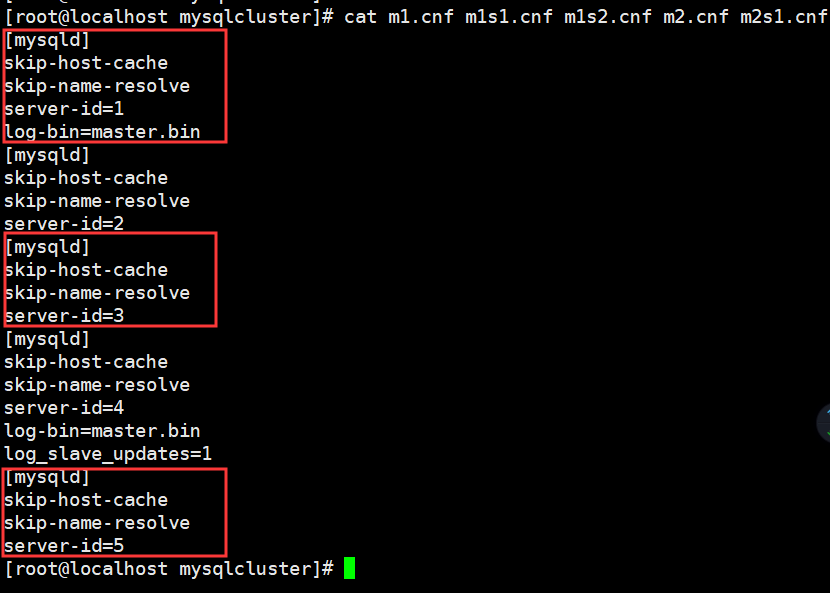 [root@localhost mysqlcluster]# cat m1.cnf m1s1.cnf m1s2.cnf m2.cnf m2s1.cnf
[mysqld]
skip-host-cache
skip-name-resolve
server-id=1
log-bin=master.bin
[mysqld]
skip-host-cache
skip-name-resolve
server-id=2
[mysqld]
skip-host-cache
skip-name-resolve
server-id=3
[mysqld]
skip-host-cache
skip-name-resolve
server-id=4
log-bin=master.bin
log_slave_updates=1
[mysqld]
skip-host-cache
skip-name-resolve
server-id=5
[root@localhost mysqlcluster]#